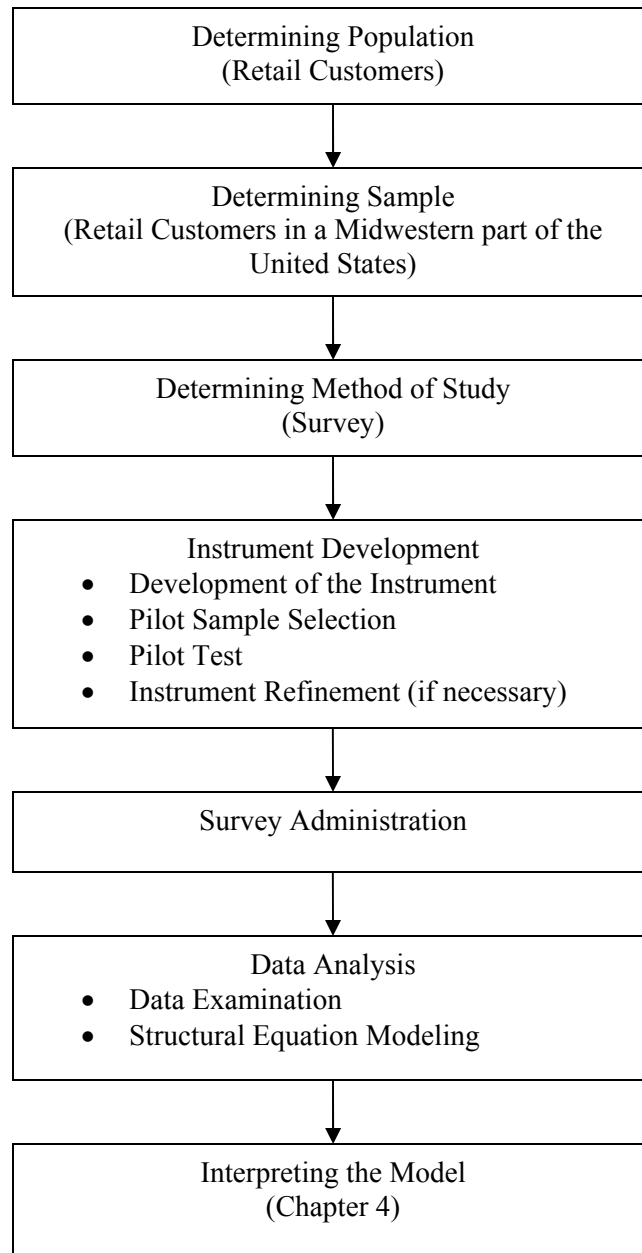 Determining Population
(Retail Customers)
Determining Sample
(Retail Customers in a Midwestern part of the
United States)
Determining Method of Study
(Survey)
Instrument Development
• Development of the Instrument
• Pilot Sample Selection
• Pilot Test
• Instrument Refinement (if necessary)
Survey Administration
Data Analysis
• Data Examination
• Structural Equation Modeling
Interpreting the Model
(Chapter 4)